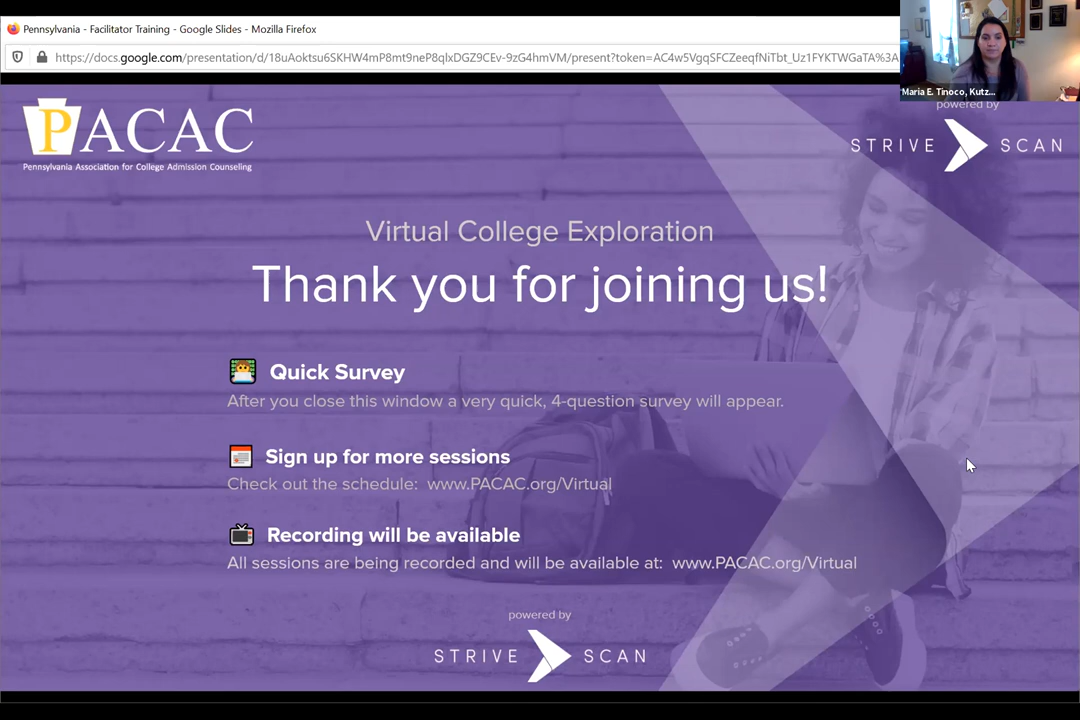 Pennsylvania - Facilitator Training - Google Slides - Mozilla Firefox
https://docs.google.com/presentation/d/18uAoktsu6SKHW4mP8mt9neP8qlxDGZ9CEv-9zG4hmVM/present?token=AC4w5VgqSFCZeeqfNiTbt_Uz1FYKTWGaTA%3A
Maria E. Tinoco, Kutz...
PACAC
Pennsylvania Association for College Admission Counseling
powered by
STRIVE SCAN
Virtual College Exploration
Thank you for joining us!
Quick Survey
After you close this window a very quick, 4-question survey will appear.
Sign up for more sessions
Check out the schedule: www.PACAC.org/Virtual
Recording will be available
All sessions are being recorded and will be available at: www.PACAC.org/Virtual
powered by
STRIVE SCAN